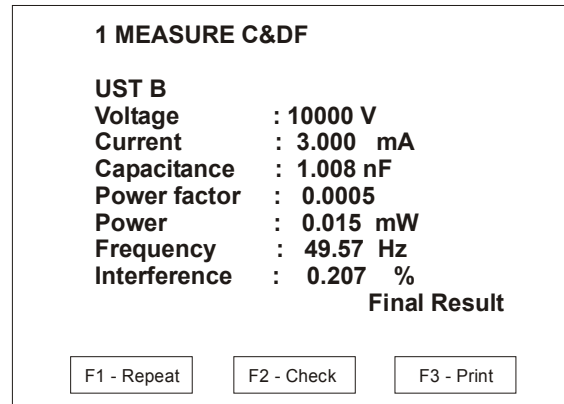 1 MEASURE C&DF
UST B
Voltage : 10000 V
Current : 3.000 mA
Capacitance : 1.008 nF
Power factor : 0.0005
Power : 0.015 mW
Frequency : 49.57 Hz
Interference : 0.207 %
Final Result
F1 - Repeat F2 - Check F3 - Print